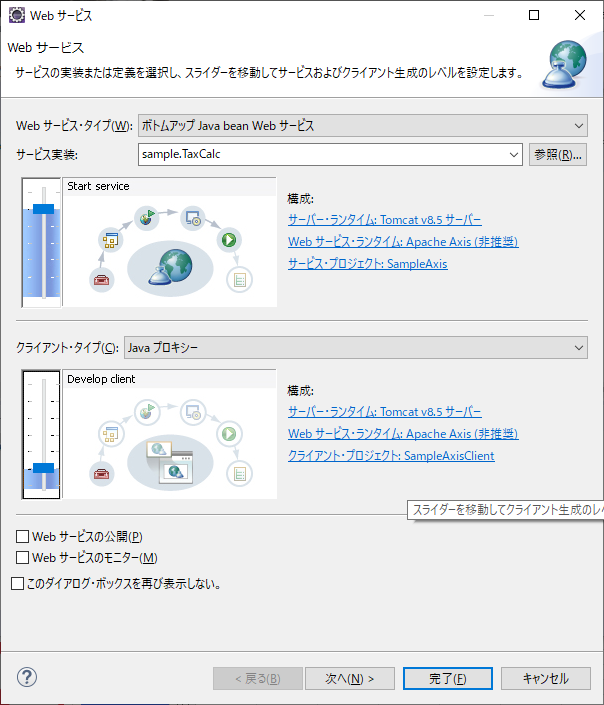 Web サービス
Web サービス
サービスの実装または定義を選択し、スライダーを移動してサービスおよびクライアント生成のレベルを設定します。
Web サービス・タイプ(W): ボトムアップ Java bean Web サービス
サービス実装: sample.TaxCalc 参照(R)...
Start service
構成:
サーバー・ランタイム: Tomcat v8.5 サーバー
Web サービス・ランタイム: Apache Axis (非推奨)
サービス・プロジェクト: SampleAxis
クライアント・タイプ(C): Java プロキシー
Develop client
構成:
サーバー・ランタイム: Tomcat v8.5 サーバー
Web サービス・ランタイム: Apache Axis (非推奨)
クライアント・プロジェクト: SampleAxisClient
スライダーを移動してクライアント生成のレ
Web サービスの公開(P)
Web サービスのモニター(M)
このダイアログ・ボックスを再び表示しない。
? < 戻る(B) 次へ(N) > 完了(F) キャンセル